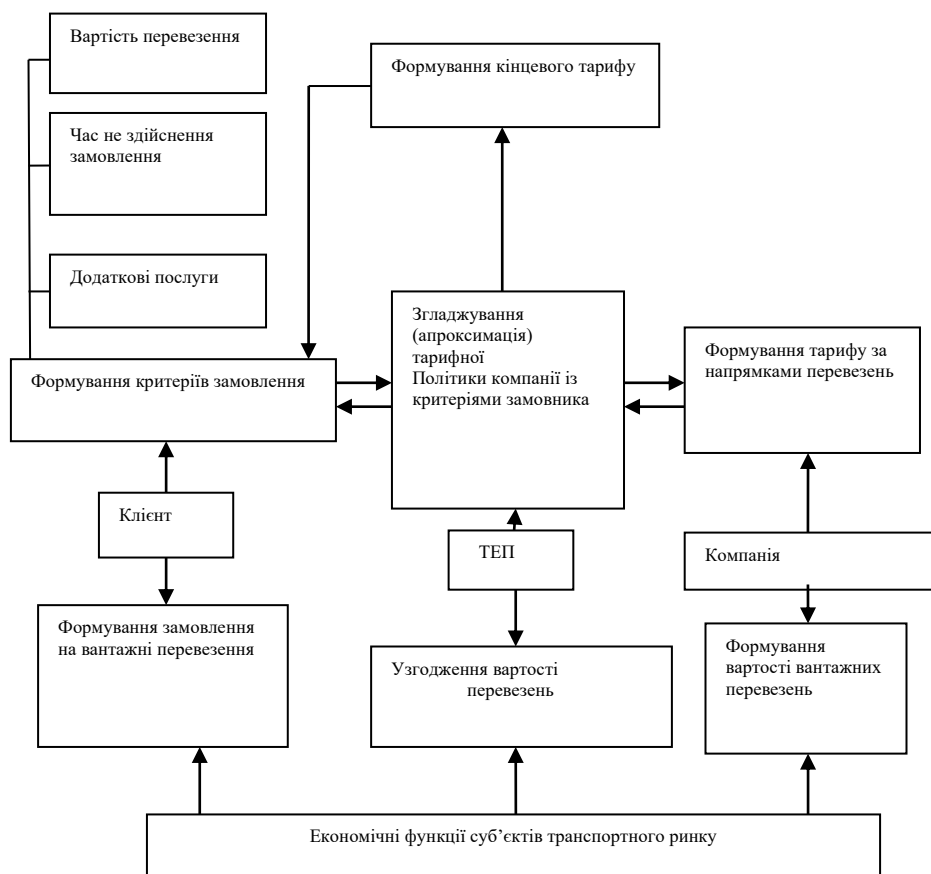 Вартість перевезення
Формування кінцевого тарифу
Час не здійснення
замовлення
Додаткові послуги
Згладжування
(апроксимація)
тарифної
Політики компанії із
критеріями замовника
Формування тарифу за
напрямками перевезень
Формування критеріїв замовлення
Клієнт
ТЕП
Компанія
Формування замовлення
на вантажні перевезення
Узгодження вартості
перевезень
Формування
вартості вантажних
перевезень
Економічні функції суб’єктів транспортного ринку